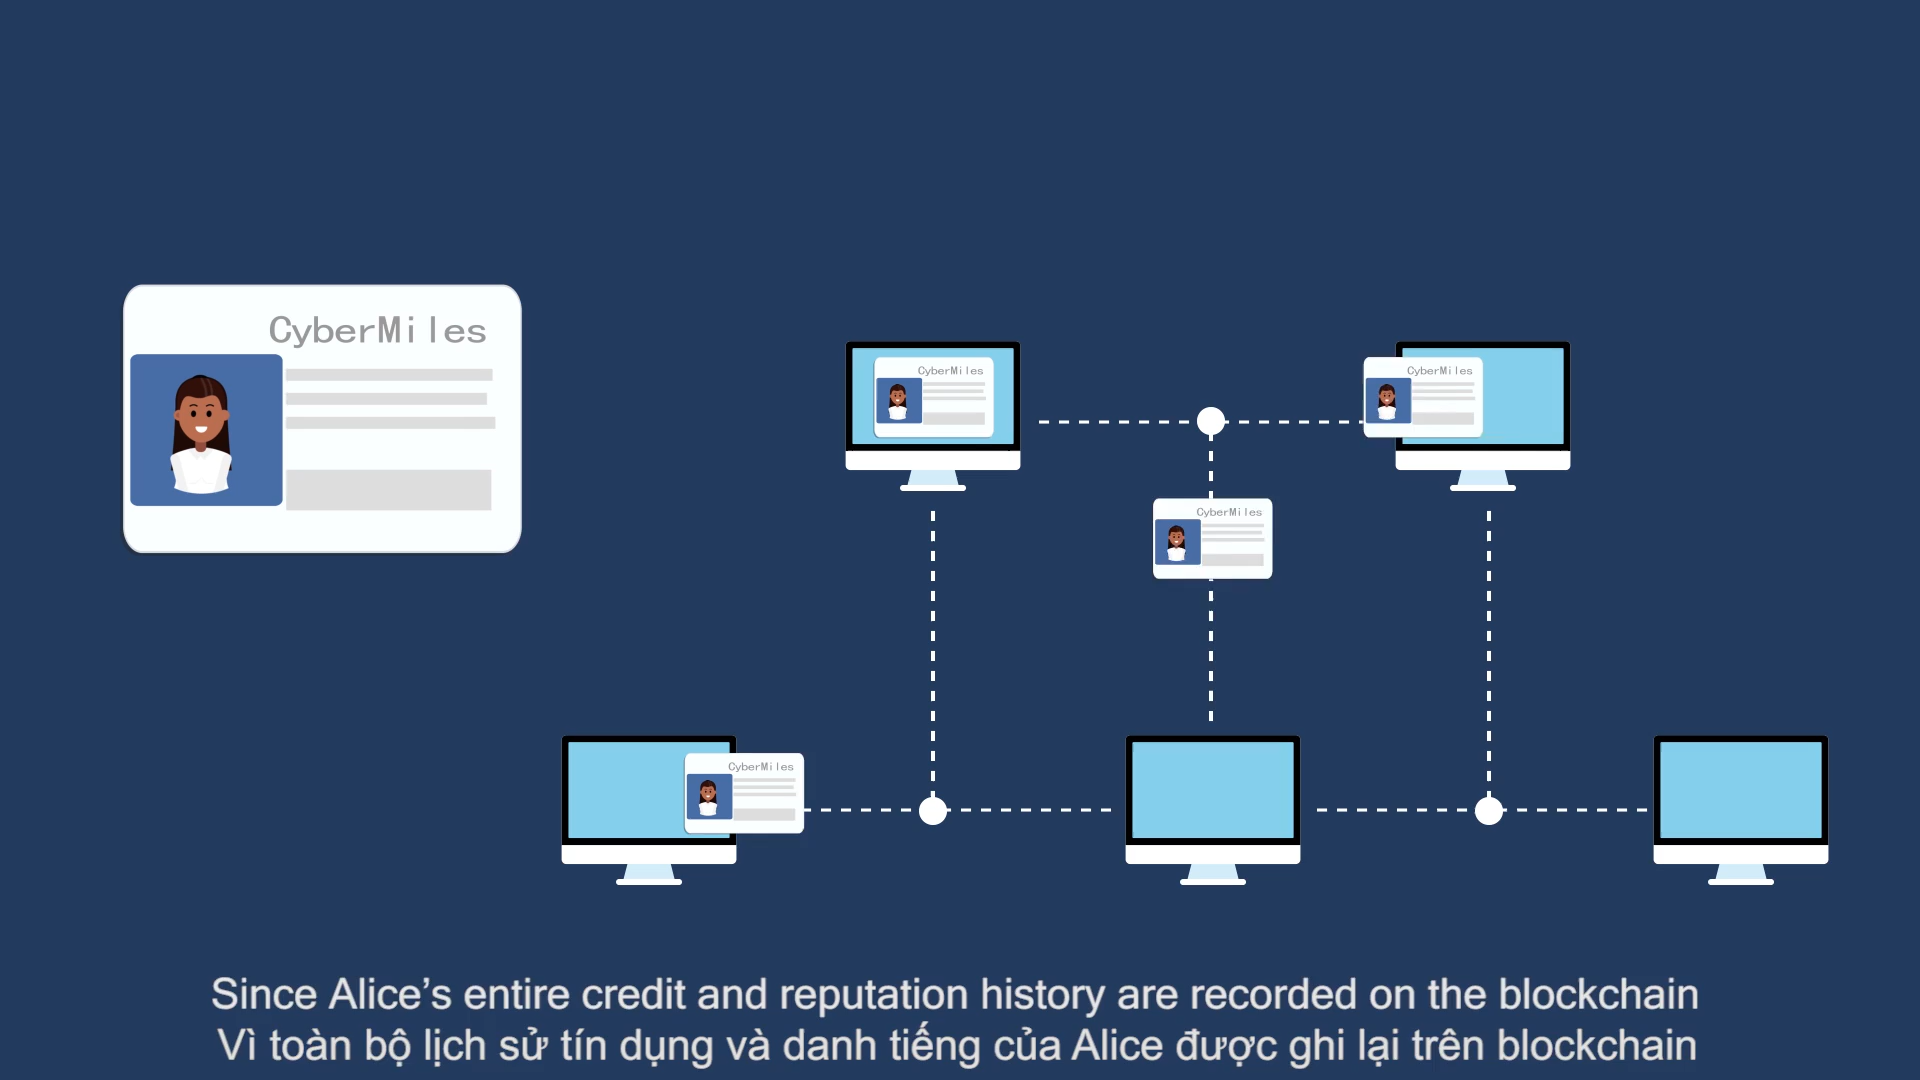 CyberMiles
CyberMiles
CyberMiles
CyberMiles
CyberMiles
Since Alice’s entire credit and reputation history are recorded on the blockchain
Vì toàn bộ lịch sử tín dụng và danh tiếng của Alice được ghi lại trên blockchain